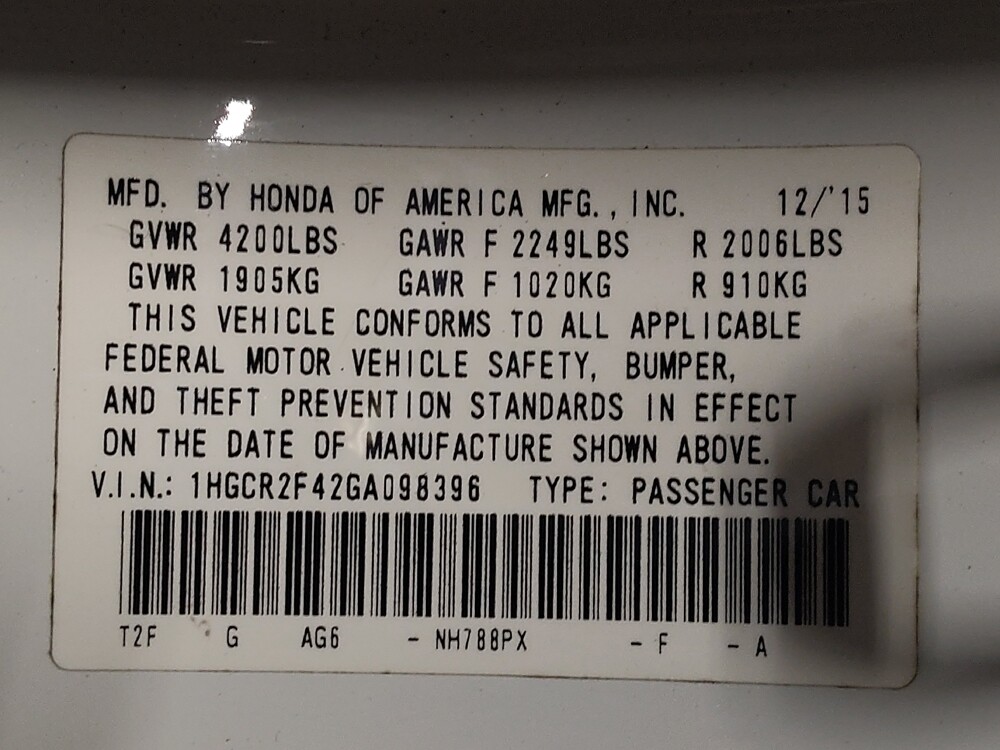 MFD. BY HONDA OF AMERICA MFG., INC. 12/'15
GVWR 4200LBS GAWR F 2249LBS R 2006LBS
GVWR 1905KG GAWR F 1020KG R 910KG
THIS VEHICLE CONFORMS TO ALL APPLICABLE
FEDERAL MOTOR VEHICLE SAFETY, BUMPER,
AND THEFT PREVENTION STANDARDS IN EFFECT
ON THE DATE OF MANUFACTURE SHOWN ABOVE.
V.I.N.: 1HGCR2F42GA098396 TYPE: PASSENGER CAR
T2F G AG6 - NH788PX - F - A